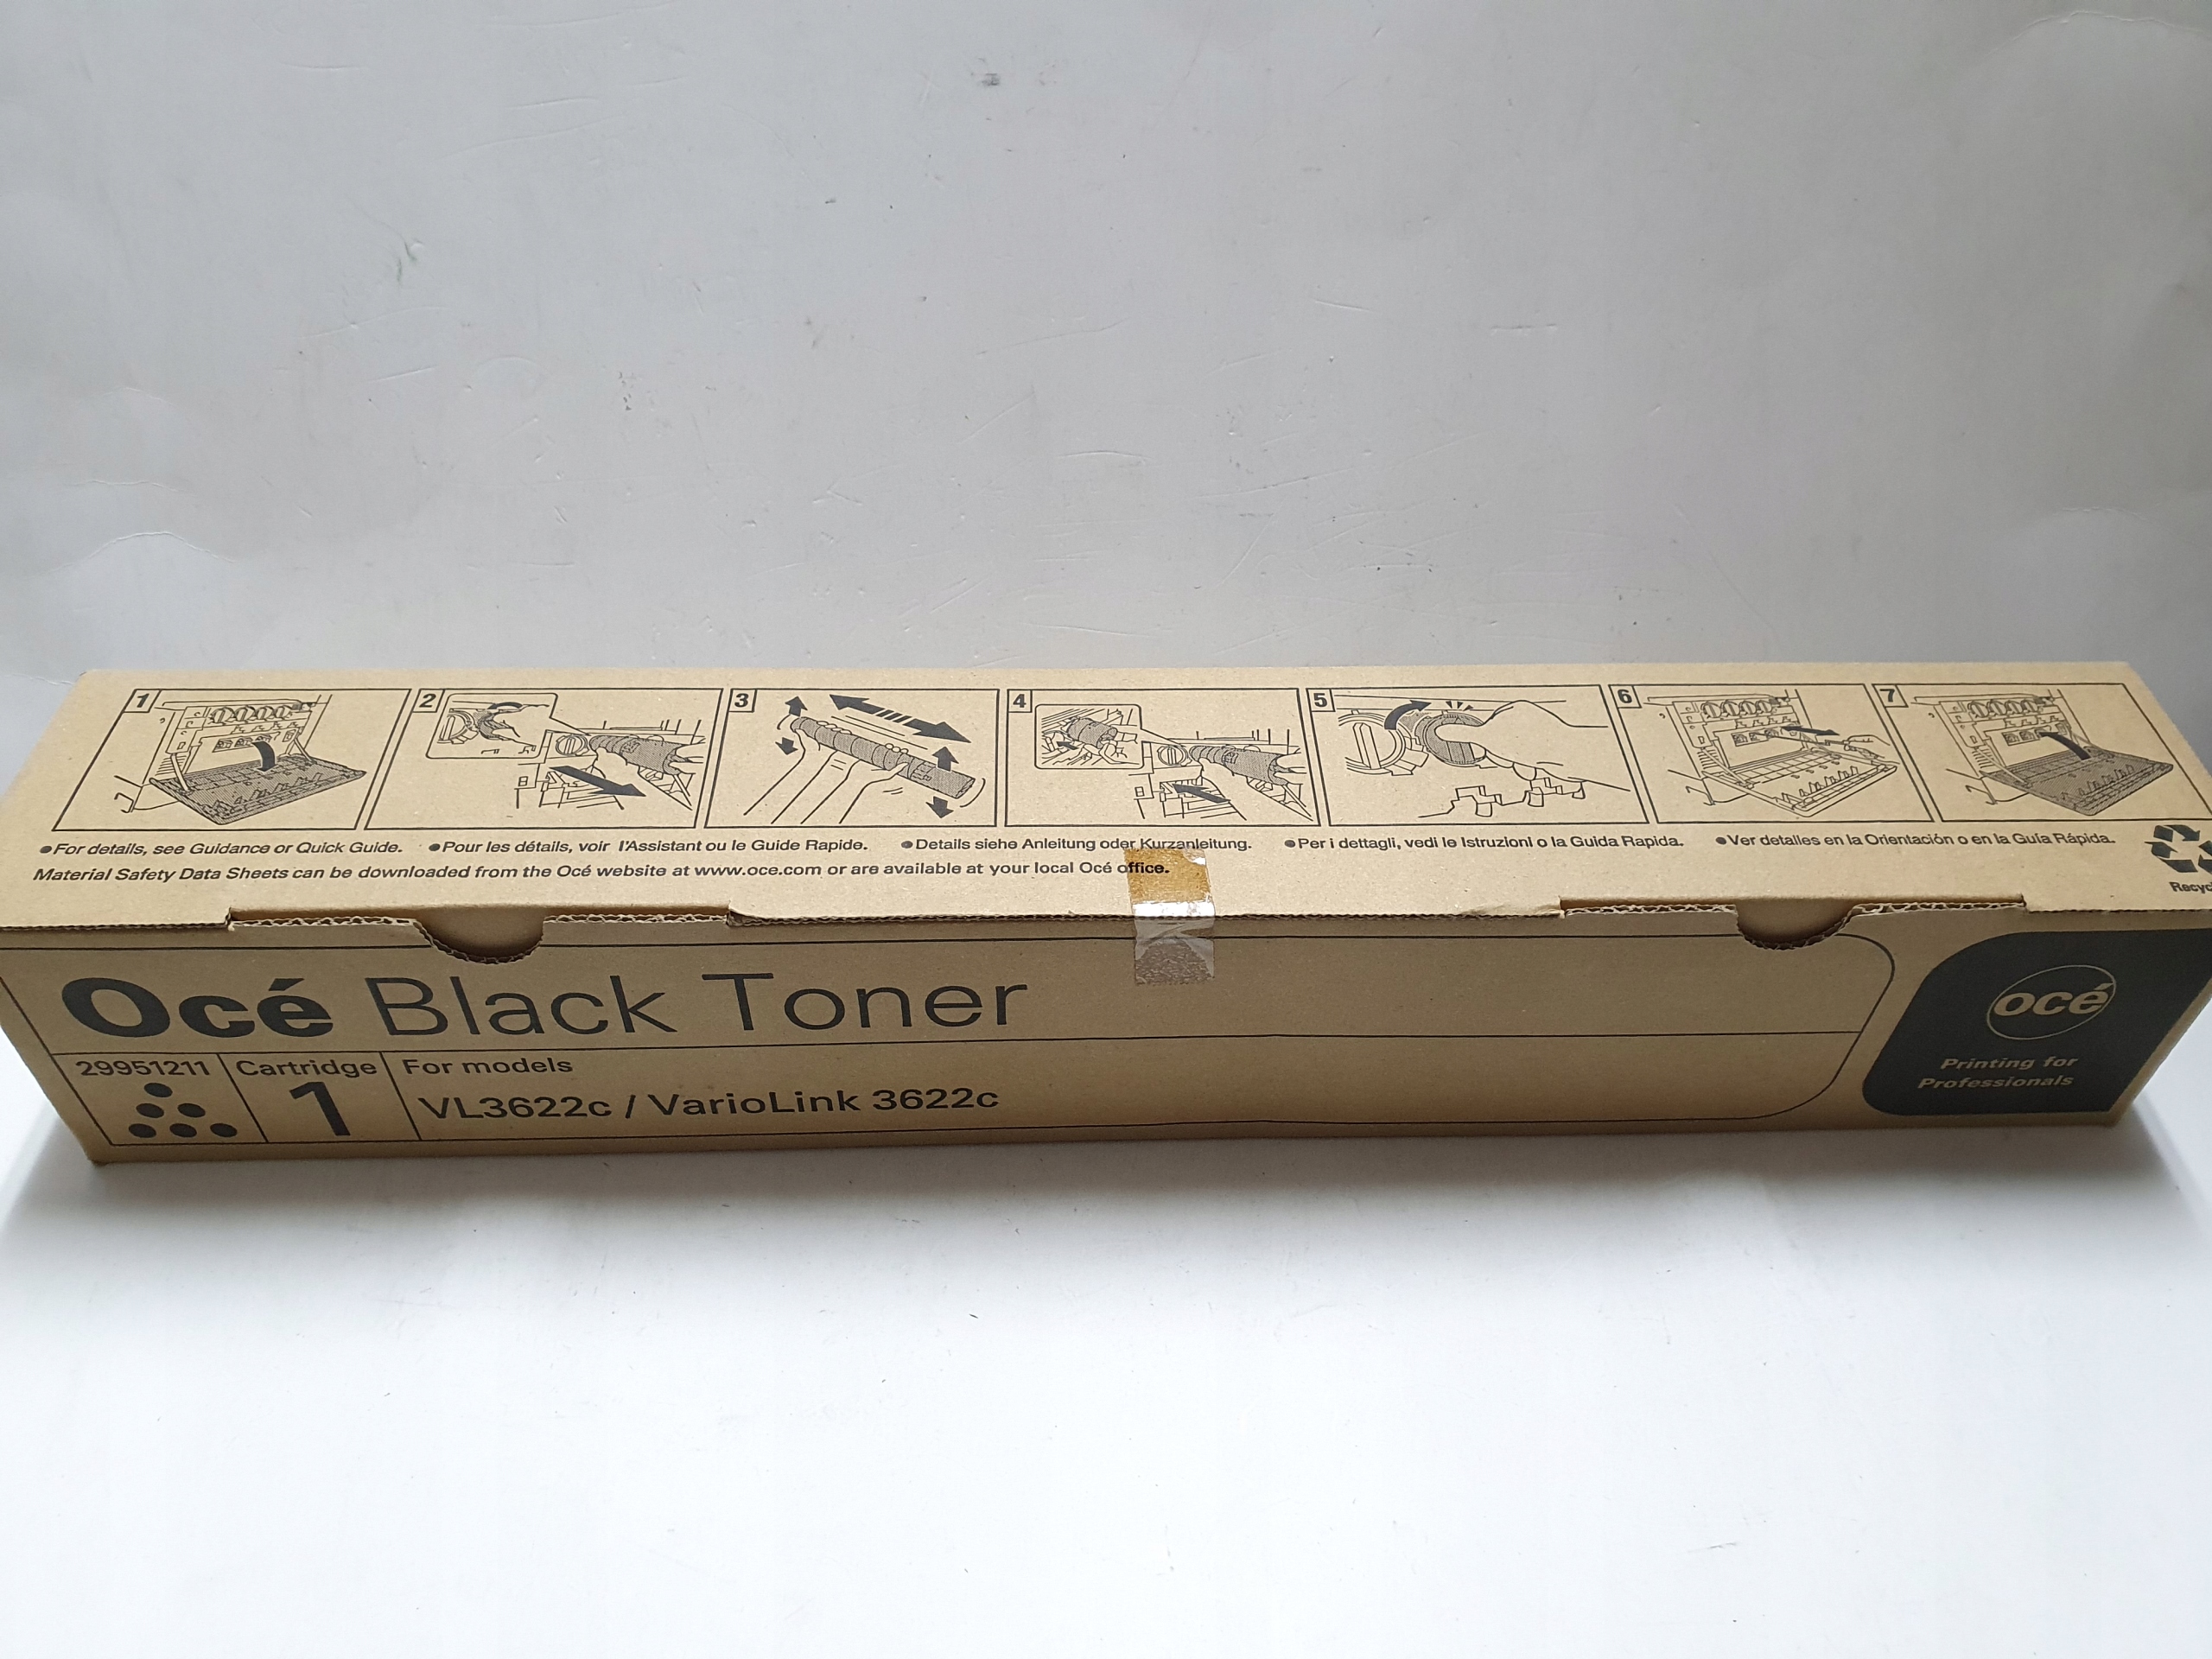 1 2 3 4 5 6 7
●For details, see Guidance or Quick Guide. ●Pour les détails, voir l'Assistant ou le Guide Rapide. ●Details siehe Anleitung oder Kurzanleitung. ●Per i dettagli, vedi le Istruzioni o la Guida Rapida. ●Ver detalles en la Orientación o en la Guía Rápida.
Material Safety Data Sheets can be downloaded from the Océ website at www.oce.com or are available at your local Océ office.
Océ Black Toner
29951211
Cartridge
1
For models
VL3622c / VarioLink 3622c
océ
Printing for
Professionals